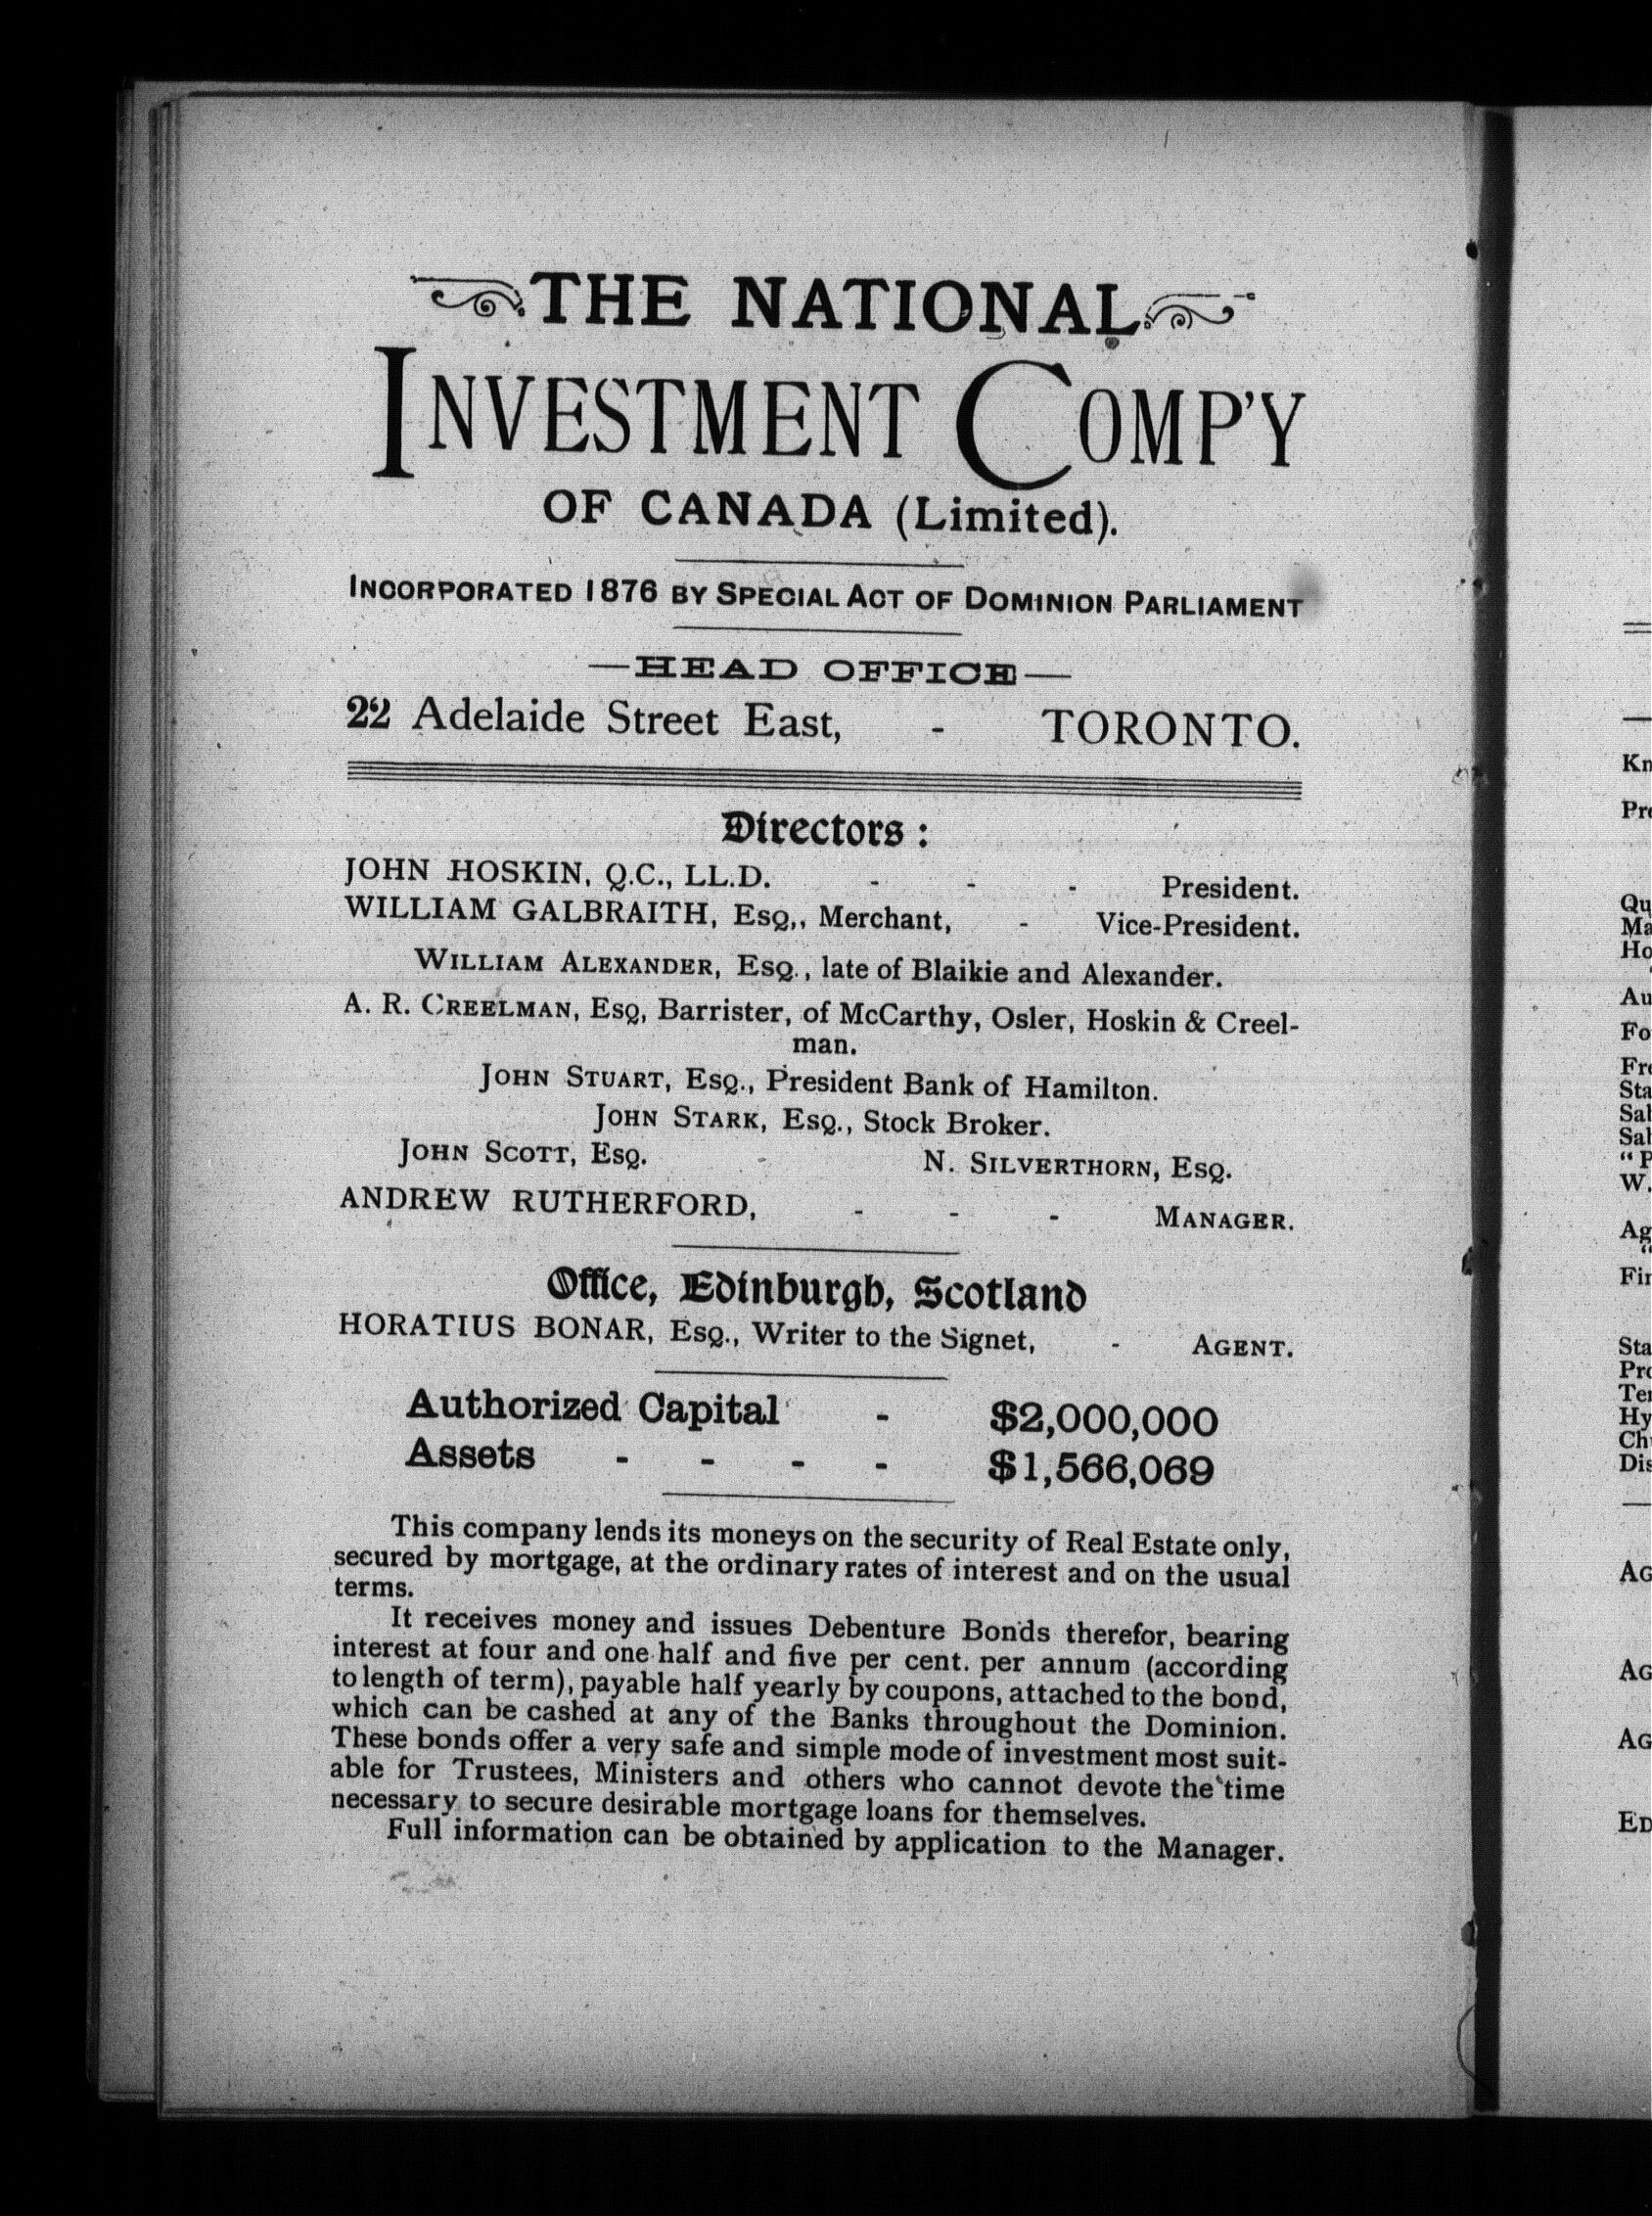 THE NATIONAL
INVESTMENT COMP'Y
OF CANADA (Limited).
INCORPORATED 1876 BY SPECIAL ACT OF DOMINION PARLIAMENT
—HEAD OFFICE—
22 Adelaide Street East, - TORONTO.
Directors :
JOHN HOSKIN, Q.C., LL.D. - - - President.
WILLIAM GALBRAITH, ESQ,, Merchant, - Vice-President.
WILLIAM ALEXANDER, ESQ., late of Blaikie and Alexander.
A. R. CREELMAN, ESQ, Barrister, of McCarthy, Osler, Hoskin & Creel-
man.
JOHN STUART, ESQ., President Bank of Hamilton.
JOHN STARK, ESQ., Stock Broker.
JOHN SCOTT, ESQ. N. SILVERTHORN, ESQ.
ANDREW RUTHERFORD, - - - MANAGER.
Office, Edinburgh, Scotland
HORATIUS BONAR, ESQ., Writer to the Signet, - AGENT.
Authorized Capital - $2,000,000
Assets - - - - $1,566,069
This company lends its moneys on the security of Real Estate only,
secured by mortgage, at the ordinary rates of interest and on the usual
terms.
It receives money and issues Debenture Bonds therefor, bearing
interest at four and one half and five per cent. per annum (according
to length of term), payable half yearly by coupons, attached to the bond,
which can be cashed at any of the Banks throughout the Dominion.
These bonds offer a very safe and simple mode of investment most suit-
able for Trustees, Ministers and others who cannot devote the time
necessary to secure desirable mortgage loans for themselves.
Full information can be obtained by application to the Manager.